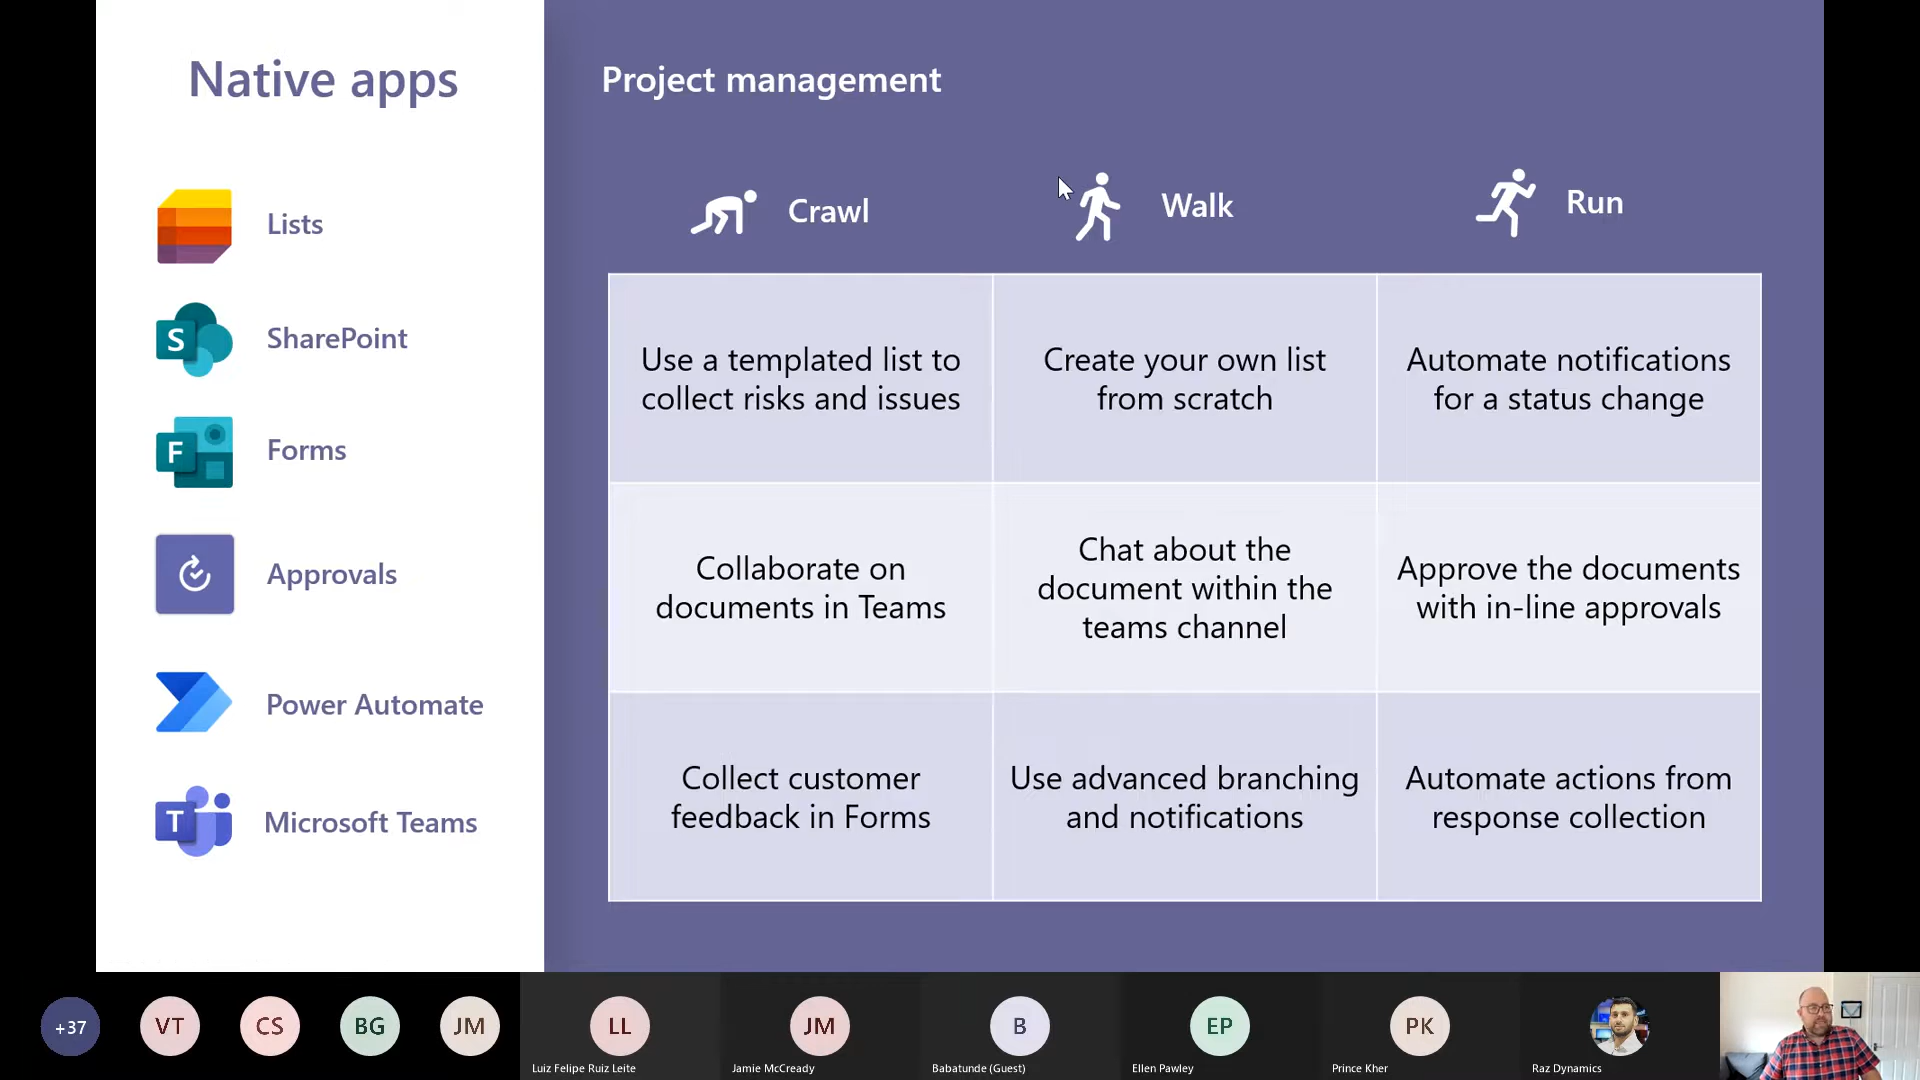 Native apps
Lists
S
SharePoint
F
Forms
Approvals
Power Automate
T
Microsoft Teams
Project management
Crawl
Walk
Run
Use a templated list to
collect risks and issues
Create your own list
from scratch
Automate notifications
for a status change
Collaborate on
documents in Teams
Chat about the
document within the
teams channel
Approve the documents
with in-line approvals
Collect customer
feedback in Forms
Use advanced branching
and notifications
Automate actions from
response collection
+37
VT
CS
BG
JM
LL
Luiz Felipe Ruiz Leite
JM
Jamie McCready
B
Babatunde (Guest)
EP
Ellen Pawley
PK
Prince Kher
Raz Dynamics